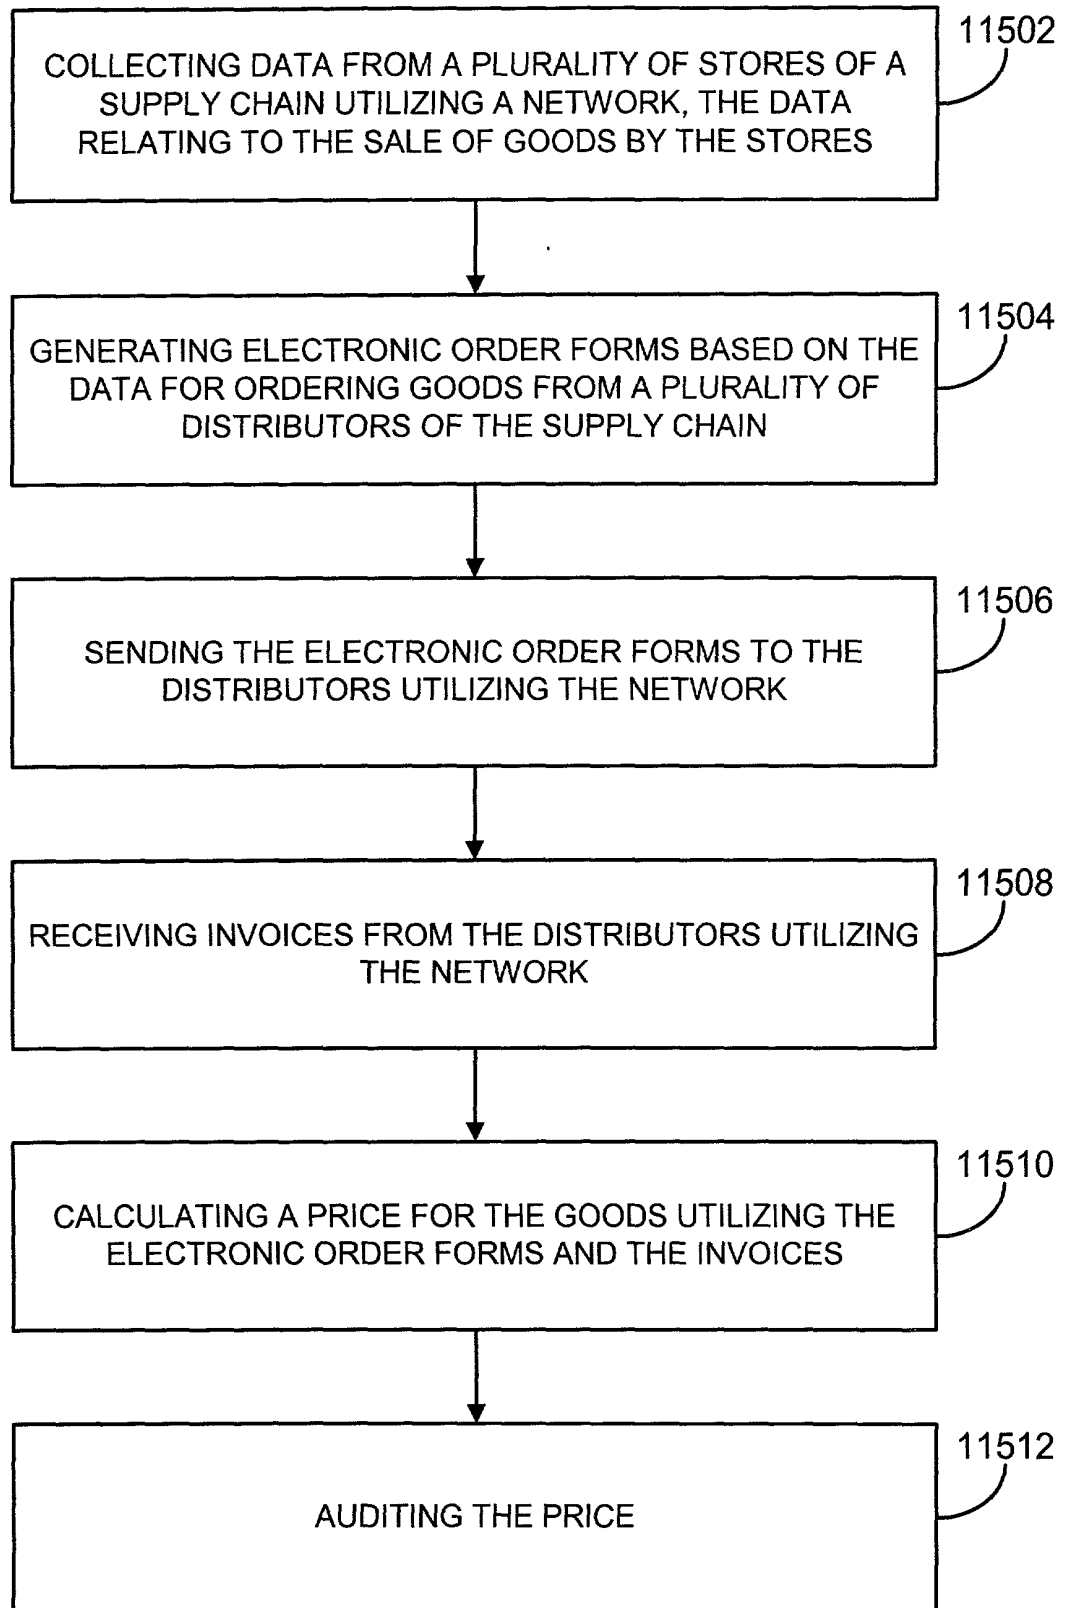 11502
COLLECTING DATA FROM A PLURALITY OF STORES OF A
SUPPLY CHAIN UTILIZING A NETWORK, THE DATA
RELATING TO THE SALE OF GOODS BY THE STORES
11504
GENERATING ELECTRONIC ORDER FORMS BASED ON THE
DATA FOR ORDERING GOODS FROM A PLURALITY OF
DISTRIBUTORS OF THE SUPPLY CHAIN
11506
SENDING THE ELECTRONIC ORDER FORMS TO THE
DISTRIBUTORS UTILIZING THE NETWORK
11508
RECEIVING INVOICES FROM THE DISTRIBUTORS UTILIZING
THE NETWORK
11510
CALCULATING A PRICE FOR THE GOODS UTILIZING THE
ELECTRONIC ORDER FORMS AND THE INVOICES
11512
AUDITING THE PRICE